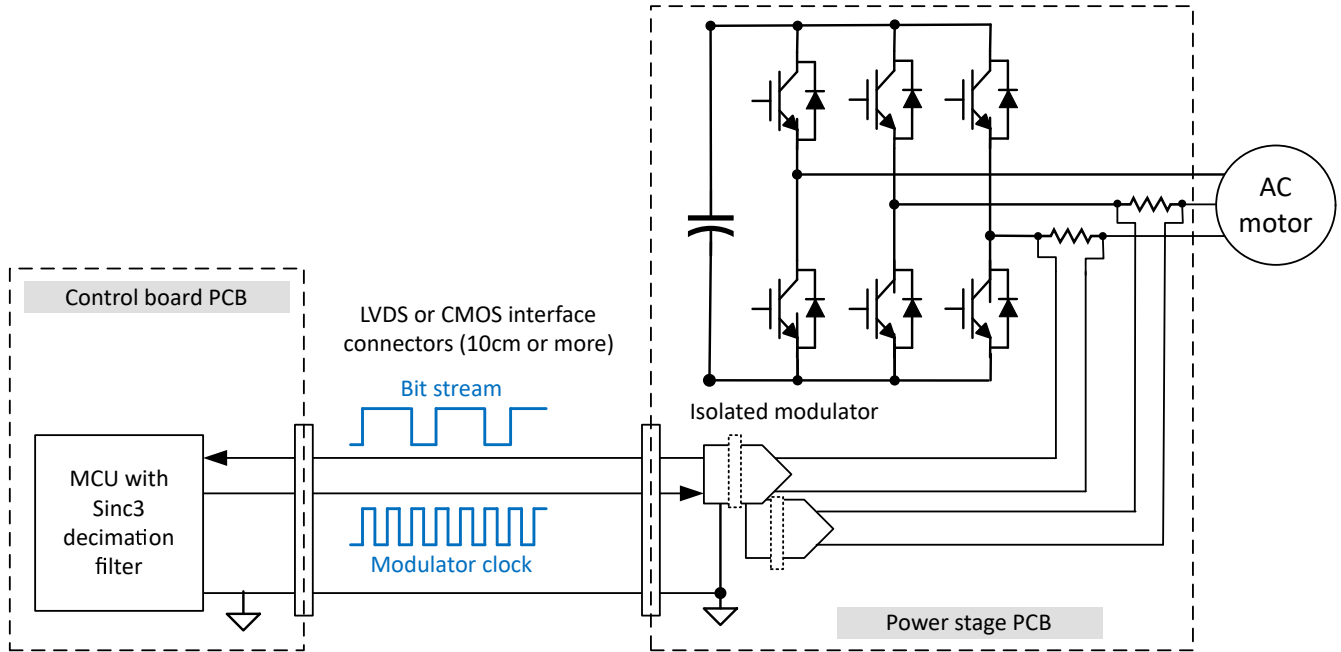 Control board PCB
MCU with
Sinc3
decimation
filter
LVDS or CMOS interface
connectors (10cm or more)
Bit stream
Modulator clock
Isolated modulator
AC
motor
Power stage PCB